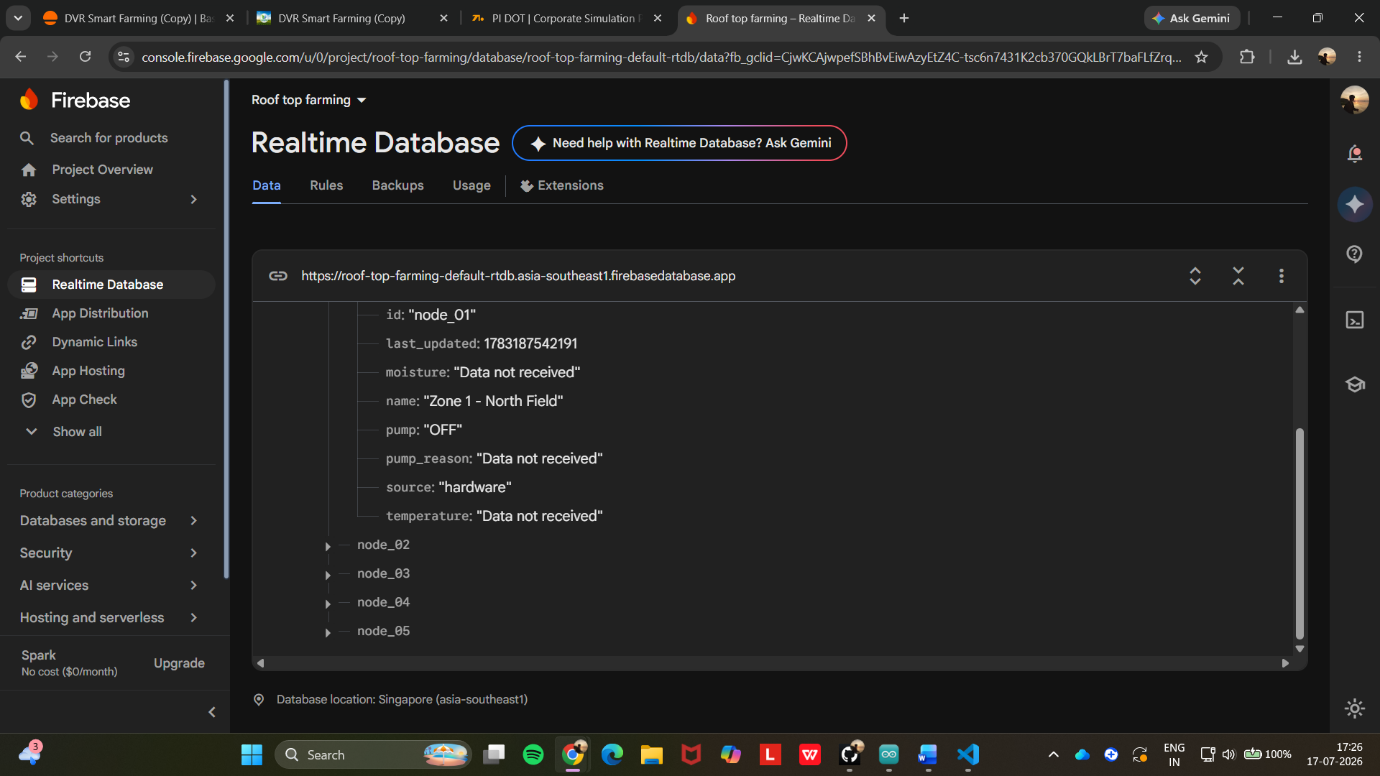 DVR Smart Farming (Copy) | Ba
DVR Smart Farming (Copy)
PI DOT | Corporate Simulation
Roof top farming – Realtime Da
Ask Gemini
console.firebase.google.com/u/0/project/roof-top-farming/database/roof-top-farming-default-rtdb/data?fb_gclid=CjwKCAjwpefSBhBvEiwAzyEtZ4C-tsc6n7431K2cb370GQkLBrT7baFLfZrq...
Firebase
Search for products
Project Overview
Settings
Project shortcuts
Realtime Database
App Distribution
Dynamic Links
App Hosting
App Check
Show all
Product categories
Databases and storage
Security
AI services
Hosting and serverless
Spark
No cost ($0/month)
Upgrade
Roof top farming
Realtime Database
Need help with Realtime Database? Ask Gemini
Data
Rules
Backups
Usage
Extensions
https://roof-top-farming-default-rtdb.asia-southeast1.firebasedatabase.app
id: "node_01"
last_updated: 1783187542191
moisture: "Data not received"
name: "Zone 1 - North Field"
pump: "OFF"
pump_reason: "Data not received"
source: "hardware"
temperature: "Data not received"
node_02
node_03
node_04
node_05
Database location: Singapore (asia-southeast1)
3
Search
ENG
IN
100%
17:26
17-07-2026